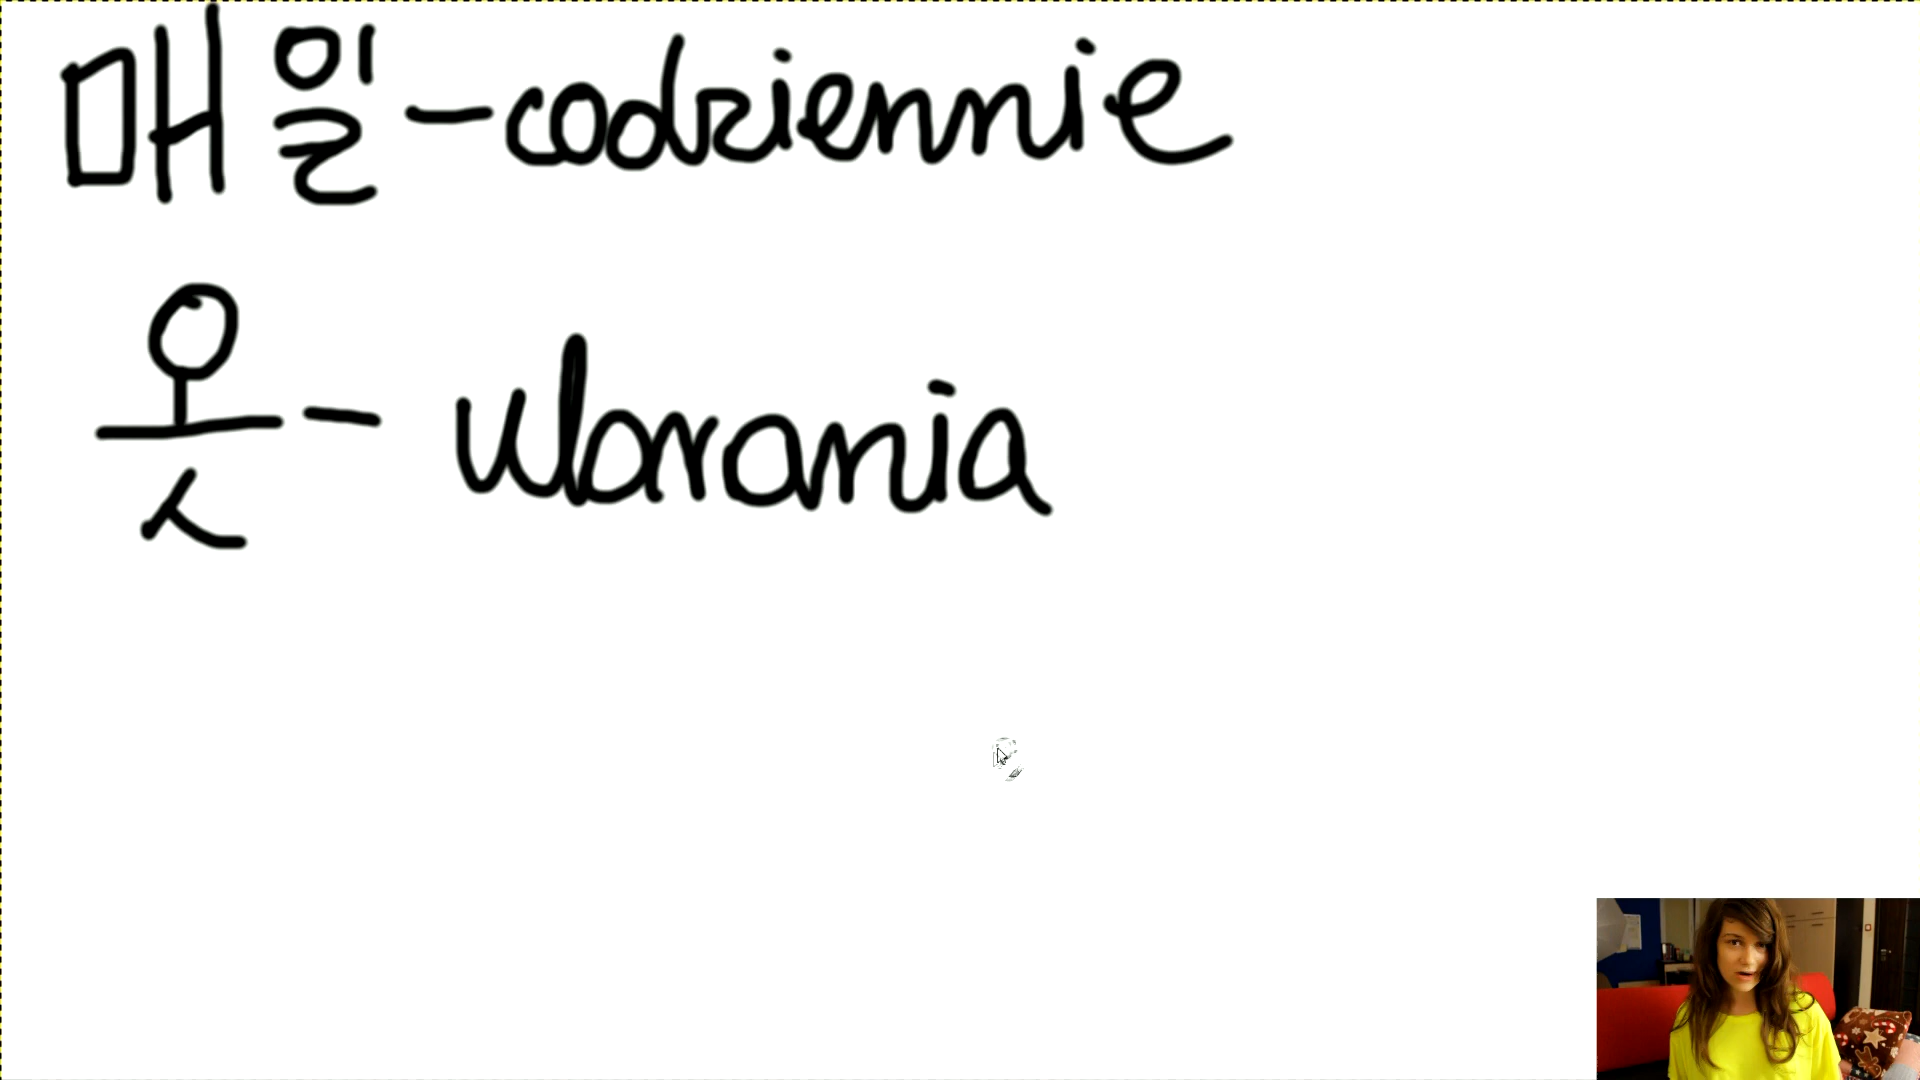 매일 - codziennie
옷 - ubrania